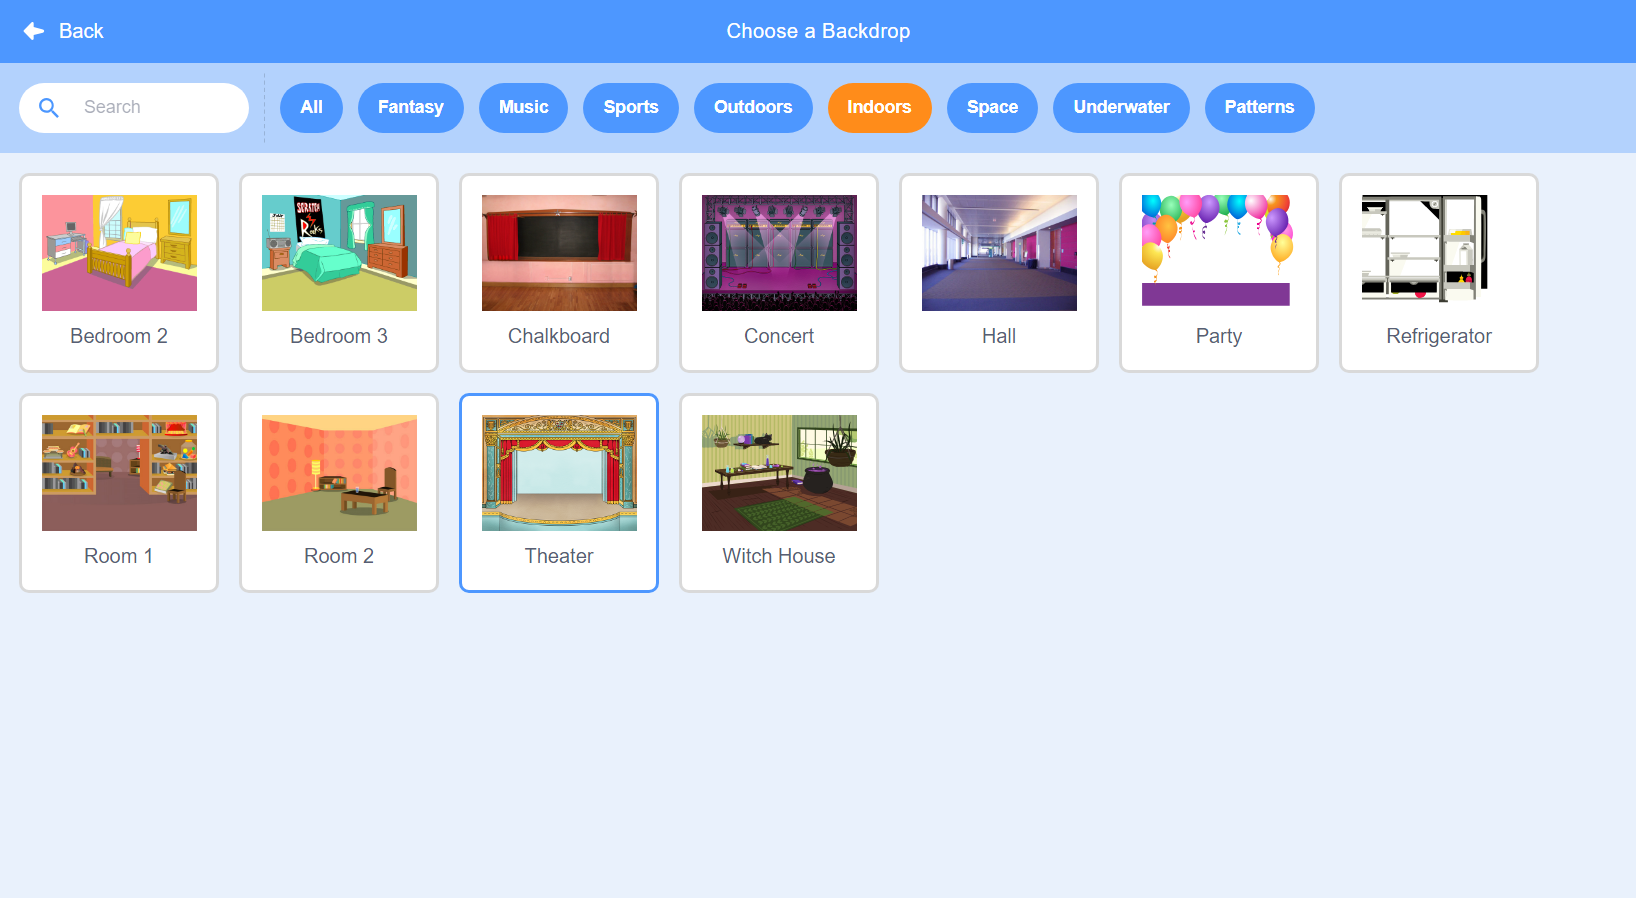 Back
Choose a Backdrop
Search
All
Fantasy
Music
Sports
Outdoors
Indoors
Space
Underwater
Patterns
SCRATCH
Rocks
Bedroom 2
Bedroom 3
Chalkboard
Concert
Hall
Party
Refrigerator
Room 1
Room 2
Theater
Witch House